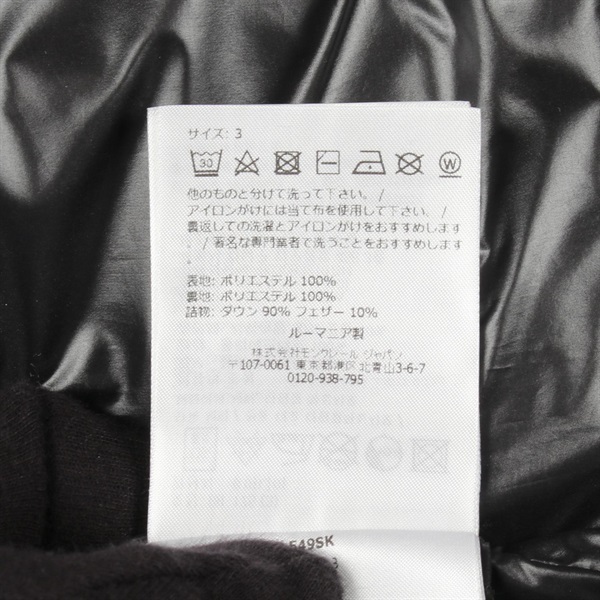 サイズ: 3
30
W
他のものと分けて洗って下さい。/
アイロンがけには当て布を使用して下さい。/
裏返しての洗濯とアイロンがけをおすすめします
。/ 著名な専門業者で洗うことをおすすめします
。
表地: ポリエステル 100%
裏地: ポリエステル 100%
詰物: ダウン 90% フェザー 10%
ルーマニア製
株式会社モンクレール ジャパン
〒107-0061 東京都港区 北青山3-6-7
0120-938-795
549SK
3